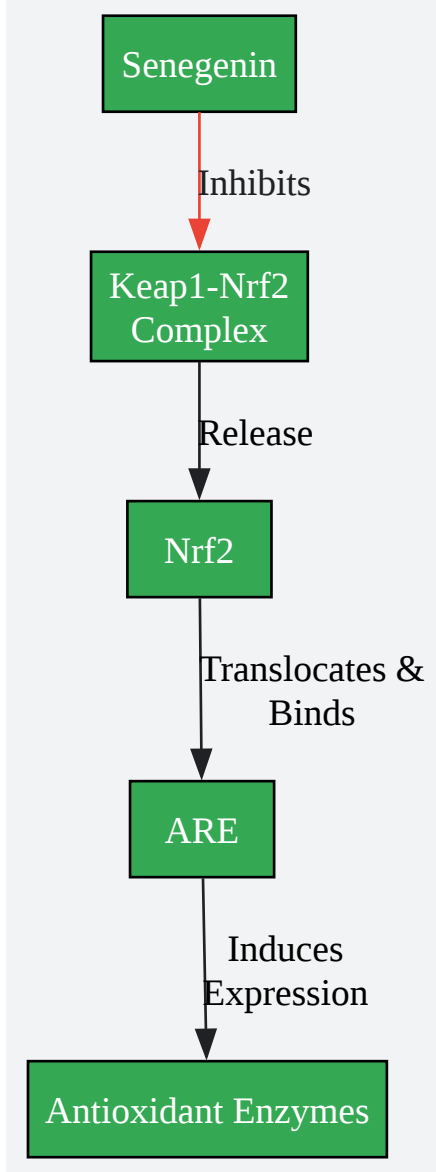 Senegenin
Inhibits
Keap1-Nrf2
Complex
Release
Nrf2
Translocates &
Binds
ARE
Induces
Expression
Antioxidant Enzymes